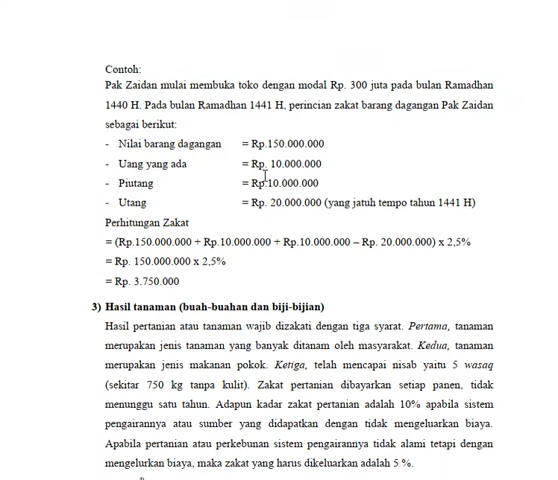 Contoh:
Pak Zaidan mulai membuka toko dengan modal Rp. 300 juta pada bulan Ramadhan
1440 H. Pada bulan Ramadhan 1441 H, perincian zakat barang dagangan Pak Zaidan
sebagai berikut:
- Nilai barang dagangan = Rp.150.000.000
- Uang yang ada = Rp. 10.000.000
- Piutang = Rp.10.000.000
- Utang = Rp. 20.000.000 (yang jatuh tempo tahun 1441 H)
Perhitungan Zakat
= (Rp.150.000.000 + Rp.10.000.000 + Rp.10.000.000 – Rp. 20.000.000) x 2,5%
= Rp. 150.000.000 x 2,5%
= Rp. 3.750.000
3) Hasil tanaman (buah-buahan dan biji-bijian)
Hasil pertanian atau tanaman wajib dizakati dengan tiga syarat. Pertama, tanaman
merupakan jenis tanaman yang banyak ditanam oleh masyarakat. Kedua, tanaman
merupakan jenis makanan pokok. Ketiga, telah mencapai nisab yaitu 5 wasaq
(sekitar 750 kg tanpa kulit). Zakat pertanian dibayarkan setiap panen, tidak
menunggu satu tahun. Adapun kadar zakat pertanian adalah 10% apabila sistem
pengairannya atau sumber yang didapatkan dengan tidak mengeluarkan biaya.
Apabila pertanian atau perkebunan sistem pengairannya tidak alami tetapi dengan
mengelurkan biaya, maka zakat yang harus dikeluarkan adalah 5 %.